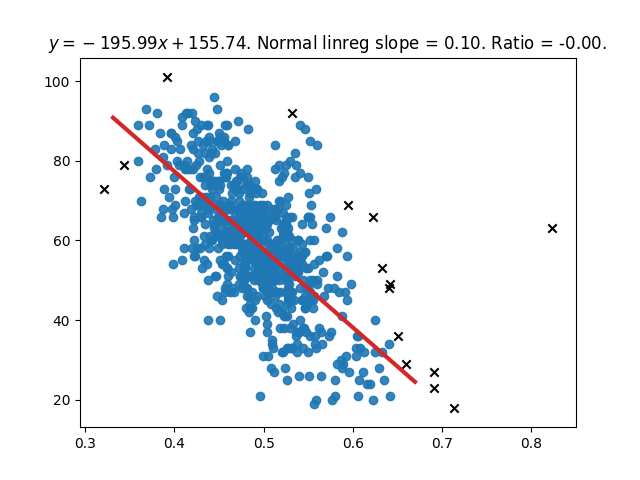 y = − 195.99x + 155.74. Normal linreg slope = 0.10. Ratio = -0.00.
100
80
60
40
20
0.3 0.4 0.5 0.6 0.7 0.8